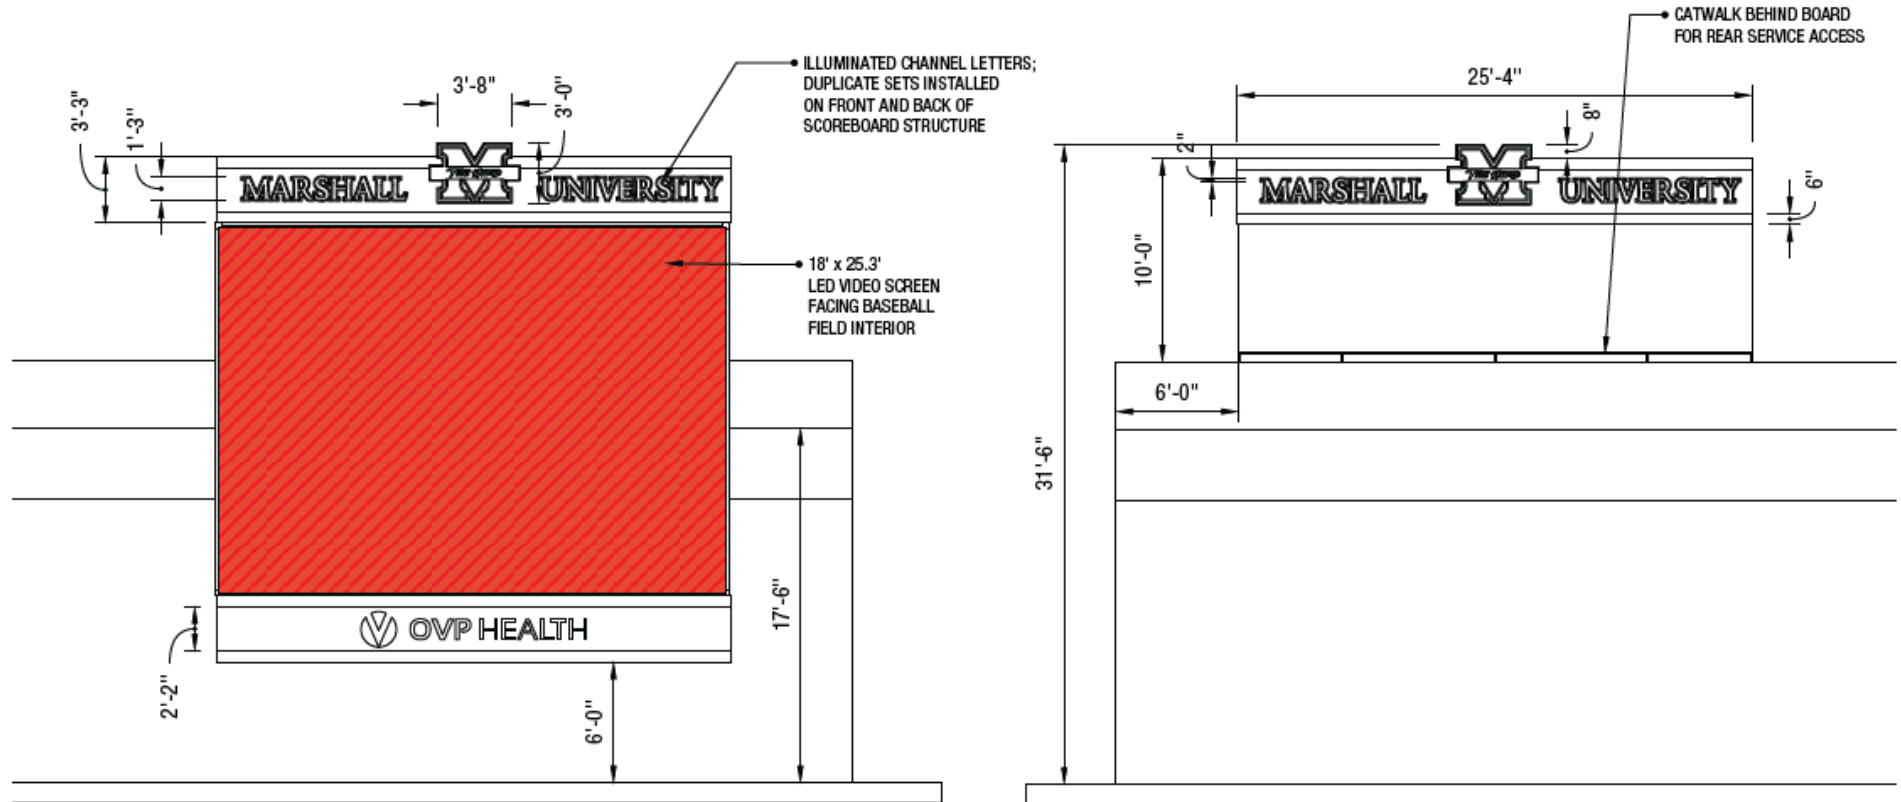 CATWALK BEHIND BOARD
FOR REAR SERVICE ACCESS
ILLUMINATED CHANNEL LETTERS;
DUPLICATE SETS INSTALLED
ON FRONT AND BACK OF
SCOREBOARD STRUCTURE
3'-8"
3'-0"
3'-3"
1'-3"
MARSHALL M UNIVERSITY
18' x 25.3'
LED VIDEO SCREEN
FACING BASEBALL
FIELD INTERIOR
17'-6"
OVP HEALTH
2'-2"
6'-0"
25'-4"
8"
2"
MARSHALL M UNIVERSITY
6"
10'-0"
6'-0"
31'-6"